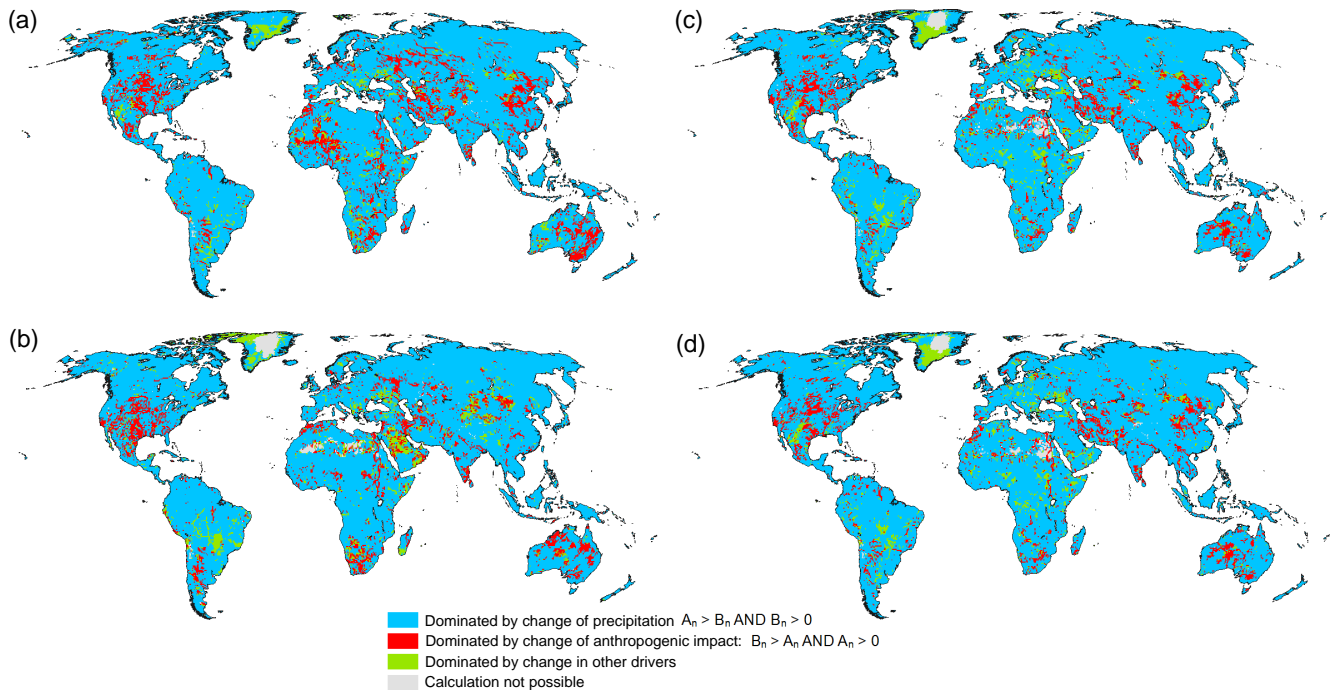 (a)
(c)
(b)
(d)
Dominated by change of precipitation Aₙ > Bₙ AND Bₙ > 0
Dominated by change of anthropogenic impact: Bₙ > Aₙ AND Aₙ > 0
Dominated by change in other drivers
Calculation not possible